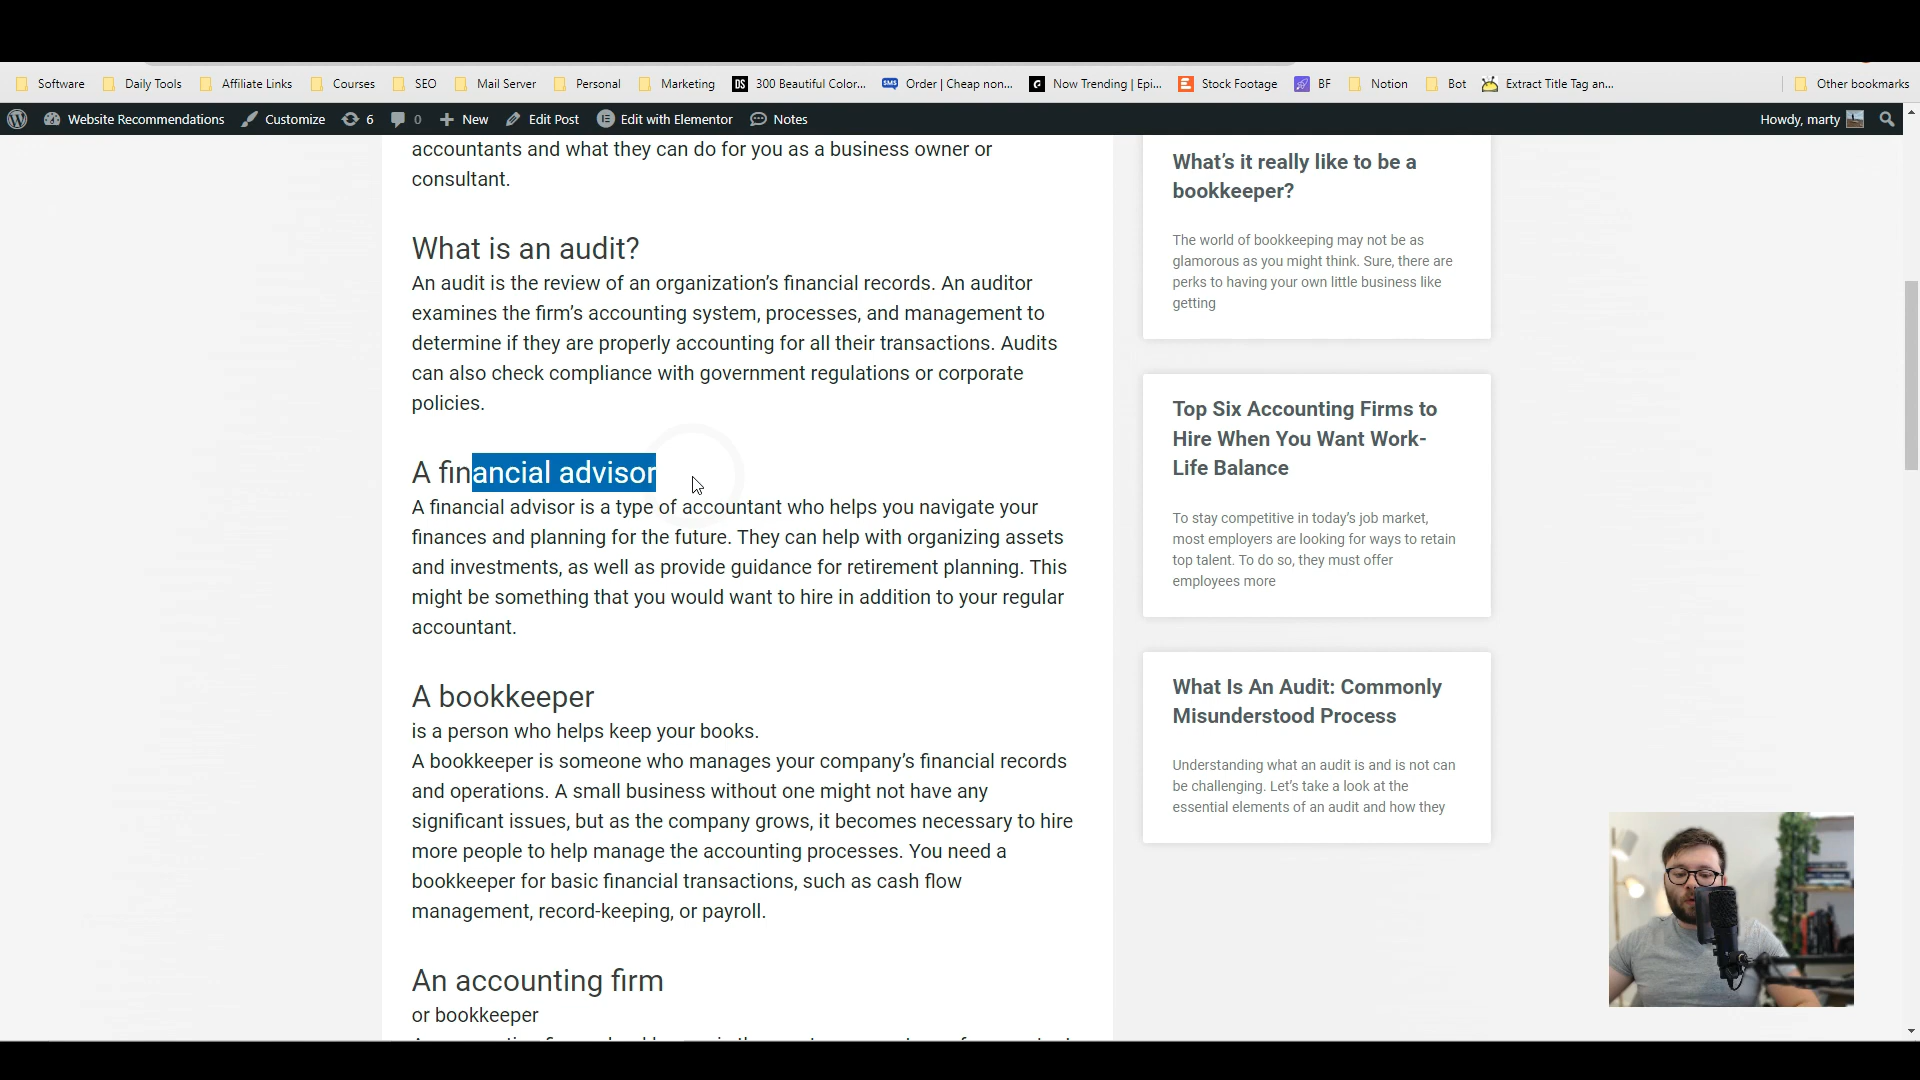 Software
Daily Tools
Affiliate Links
Courses
SEO
Mail Server
Personal
Marketing
300 Beautiful Color...
Order | Cheap non...
Now Trending | Epi...
Stock Footage
BF
Notion
Bot
Extract Title Tag an...
Other bookmarks
Website Recommendations
Customize
6
0
New
Edit Post
Edit with Elementor
Notes
Howdy, marty
accountants and what they can do for you as a business owner or
consultant.
What is an audit?
An audit is the review of an organization's financial records. An auditor
examines the firm's accounting system, processes, and management to
determine if they are properly accounting for all their transactions. Audits
can also check compliance with government regulations or corporate
policies.
A financial advisor
A financial advisor is a type of accountant who helps you navigate your
finances and planning for the future. They can help with organizing assets
and investments, as well as provide guidance for retirement planning. This
might be something that you would want to hire in addition to your regular
accountant.
A bookkeeper
is a person who helps keep your books.
A bookkeeper is someone who manages your company's financial records
and operations. A small business without one might not have any
significant issues, but as the company grows, it becomes necessary to hire
more people to help manage the accounting processes. You need a
bookkeeper for basic financial transactions, such as cash flow
management, record-keeping, or payroll.
An accounting firm
or bookkeeper
What's it really like to be a
bookkeeper?
The world of bookkeeping may not be as
glamorous as you might think. Sure, there are
perks to having your own little business like
getting
Top Six Accounting Firms to
Hire When You Want Work-
Life Balance
To stay competitive in today's job market,
most employers are looking for ways to retain
top talent. To do so, they must offer
employees more
What Is An Audit: Commonly
Misunderstood Process
Understanding what an audit is and is not can
be challenging. Let's take a look at the
essential elements of an audit and how they